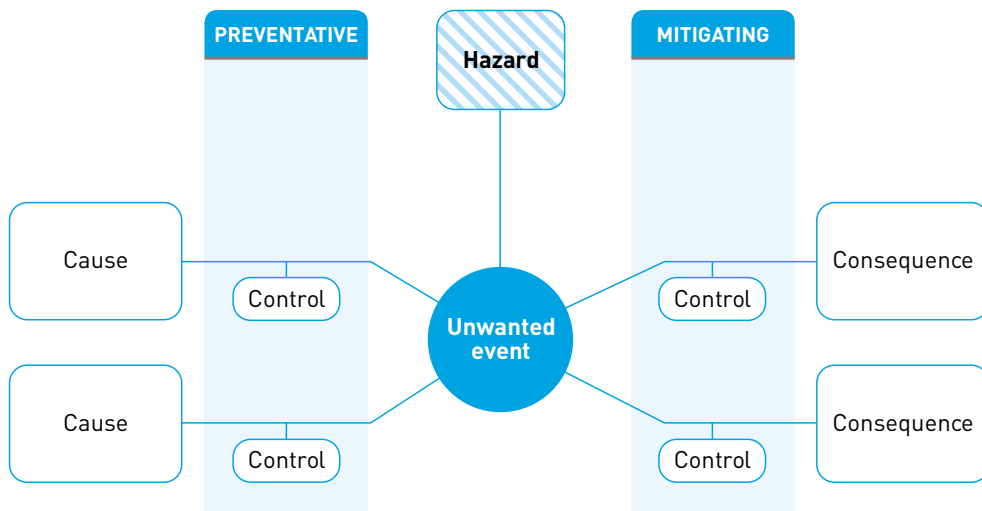 PREVENTATIVE
Hazard
MITIGATING
Cause
Control
Control
Consequence
Unwanted
event
Cause
Control
Control
Consequence